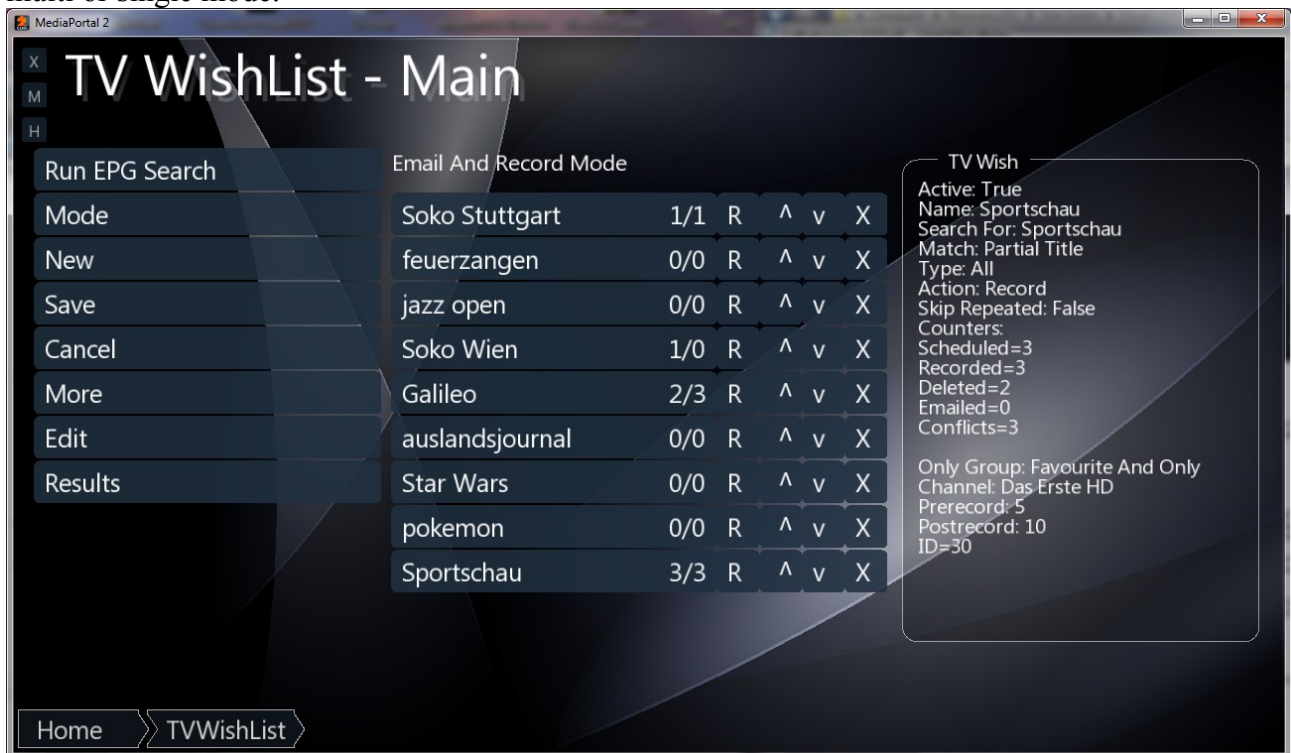 multi or single mode.
MediaPortal 2
X
TV WishList - Main
M
H
Run EPG Search
Mode
New
Save
Cancel
More
Edit
Results
Email And Record Mode
Soko Stuttgart 1/1 R ^ v X
feuerzangen 0/0 R ^ v X
jazz open 0/0 R ^ v X
Soko Wien 1/0 R ^ v X
Galileo 2/3 R ^ v X
auslandsjournal 0/0 R ^ v X
Star Wars 0/0 R ^ v X
pokemon 0/0 R ^ v X
Sportschau 3/3 R ^ v X
TV Wish
Active: True
Name: Sportschau
Search For: Sportschau
Match: Partial Title
Type: All
Action: Record
Skip Repeated: False
Counters:
Scheduled=3
Recorded=3
Deleted=2
Emailed=0
Conflicts=3
Only Group: Favourite And Only
Channel: Das Erste HD
Prerecord: 5
Postrecord: 10
ID=30
Home
TVWishList